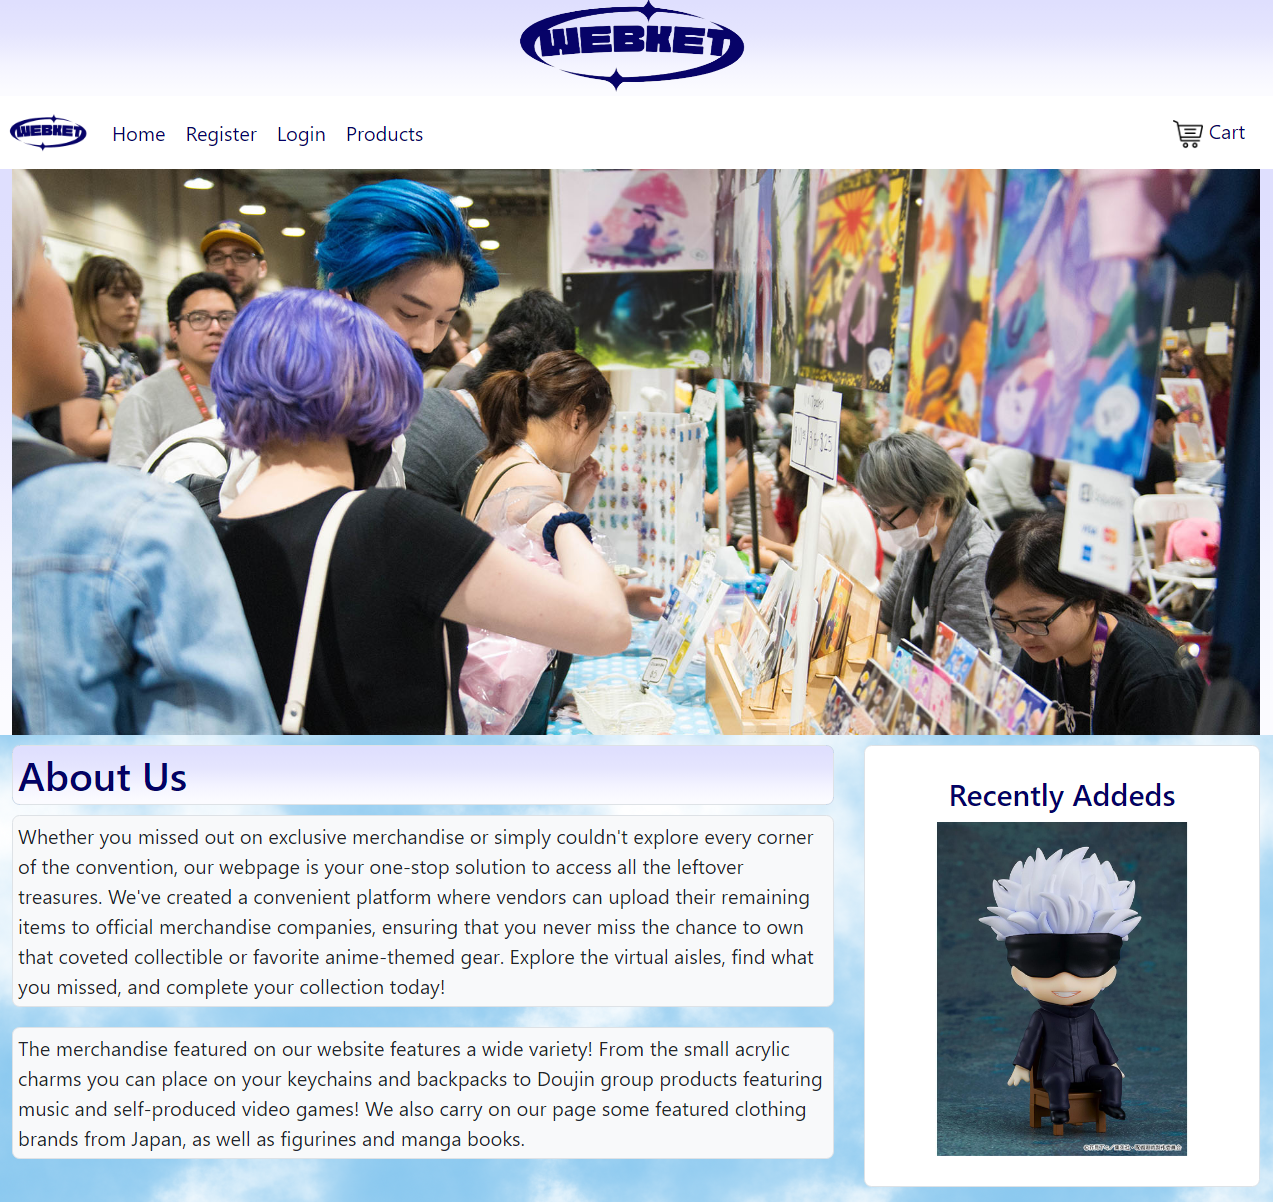 WEBKET
WEBKET
Home Register Login Products
Cart
3 for $25
VISA
About Us
Whether you missed out on exclusive merchandise or simply couldn't explore every corner
of the convention, our webpage is your one-stop solution to access all the leftover
treasures. We've created a convenient platform where vendors can upload their remaining
items to official merchandise companies, ensuring that you never miss the chance to own
that coveted collectible or favorite anime-themed gear. Explore the virtual aisles, find what
you missed, and complete your collection today!
The merchandise featured on our website features a wide variety! From the small acrylic
charms you can place on your keychains and backpacks to Doujin group products featuring
music and self-produced video games! We also carry on our page some featured clothing
brands from Japan, as well as figurines and manga books.
Recently Addeds